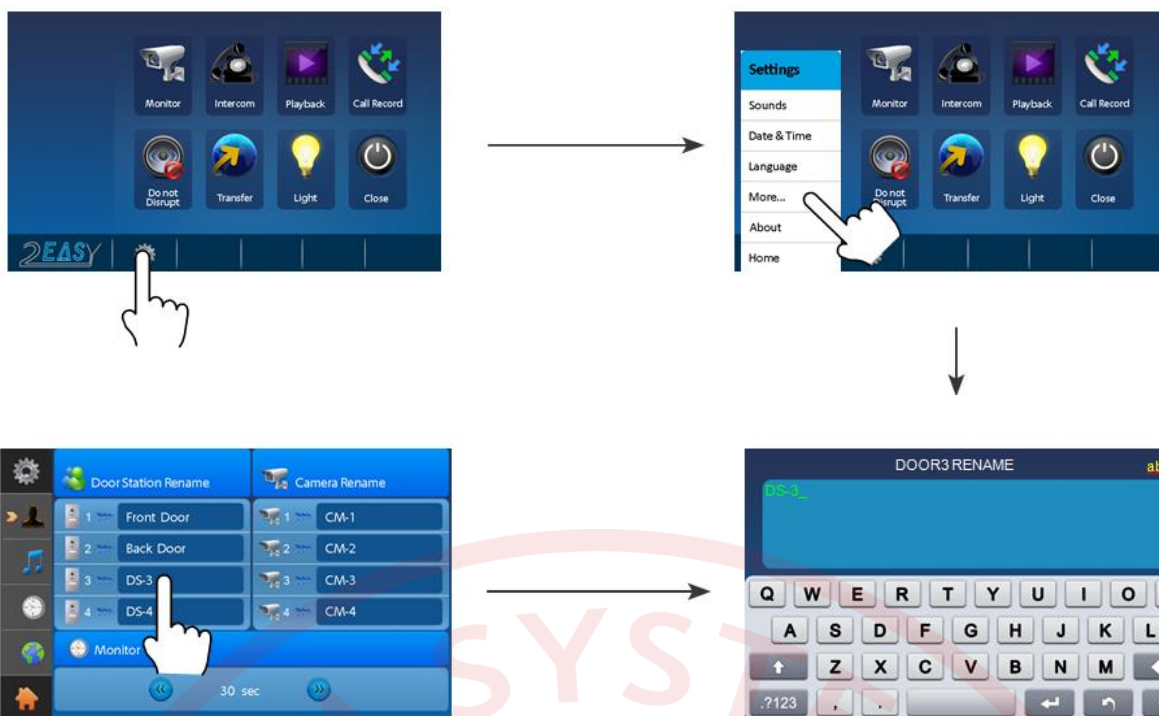 Monitor Intercom Playback Call Record
Do not Disrupt Transfer Light Close
2EASY
Settings
Sounds
Date & Time
Language
More...
About
Home
Monitor Intercom Playback Call Record
Do not Disrupt Transfer Light Close
Door Station Rename Camera Rename
1 Front Door 1 CM-1
2 Back Door 2 CM-2
3 DS-3 3 CM-3
4 DS-4 4 CM-4
Monitor
30 sec
DOOR3 RENAME
DS-3_
Q W E R T Y U I O
A S D F G H J K L
Z X C V B N M
.?123 , .
SYST